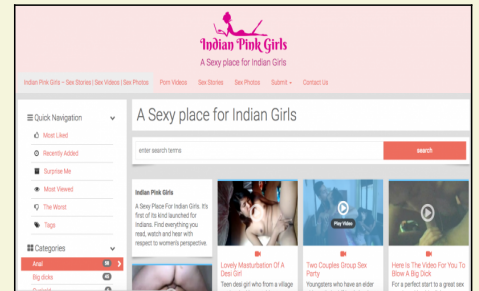 Indian Pink Girls
A Sexy place for Indian Girls
Indian Pink Girls – Sex Stories | Sex Videos | Sex Photos Porn Videos Sex Stories Sex Photos Submit Contact Us
Quick Navigation
Most Liked
Recently Added
Surprise Me
Most Viewed
The Worst
Tags
Categories
Anal
Big dicks
A Sexy place for Indian Girls
enter search terms search
Indian Pink Girls
A Sexy Place For Indian Girls. It's
first of its kind launched for
Indians. Find everything you
read, watch and hear with
respect to women's perspective.
Lovely Masturbation Of A
Desi Girl
Teen desi girl who from a village
Play Video
Two Couples Group Sex
Party
Youngsters who have an elder
Here is The Video For You To
Blow A Big Dick
For a perfect start to a great sex